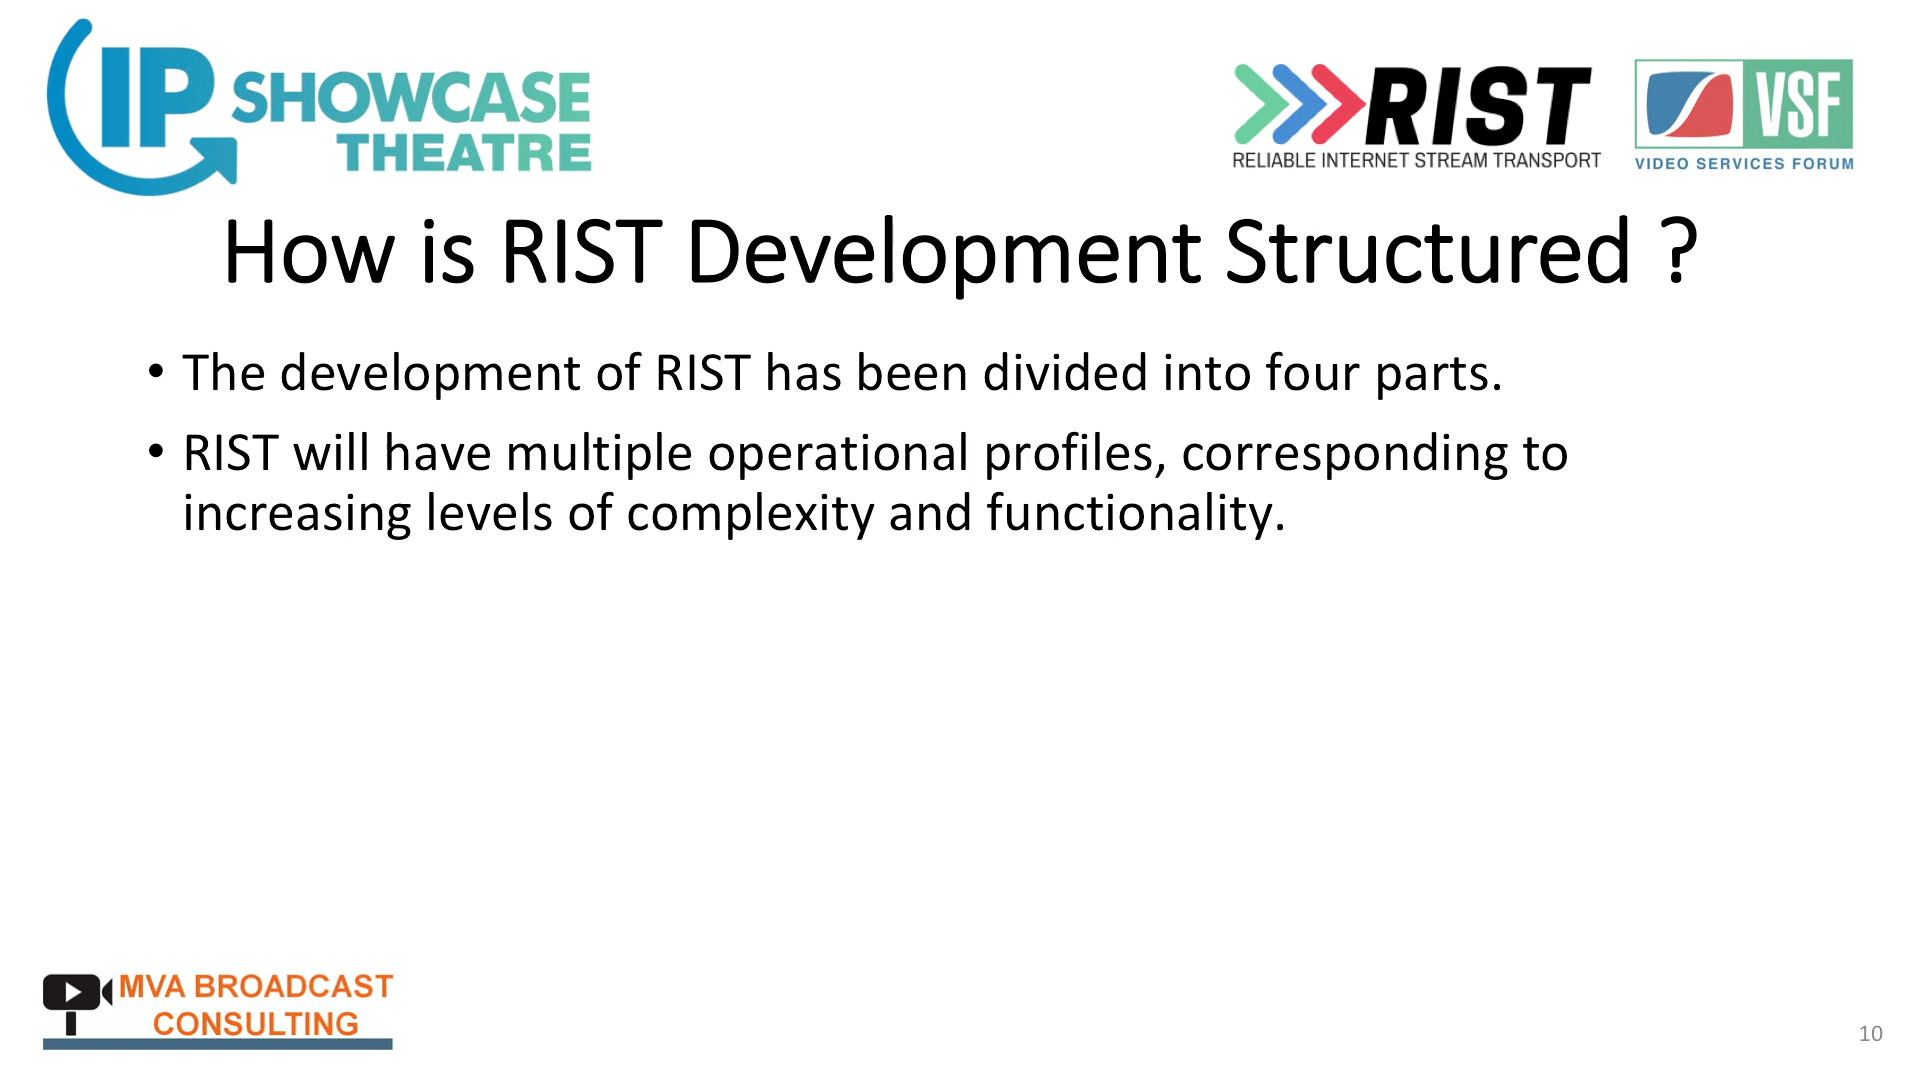 IP SHOWCASE
THEATRE
RIST
RELIABLE INTERNET STREAM TRANSPORT
VSF
VIDEO SERVICES FORUM
How is RIST Development Structured ?
• The development of RIST has been divided into four parts.
• RIST will have multiple operational profiles, corresponding to
increasing levels of complexity and functionality.
MVA BROADCAST
CONSULTING
10